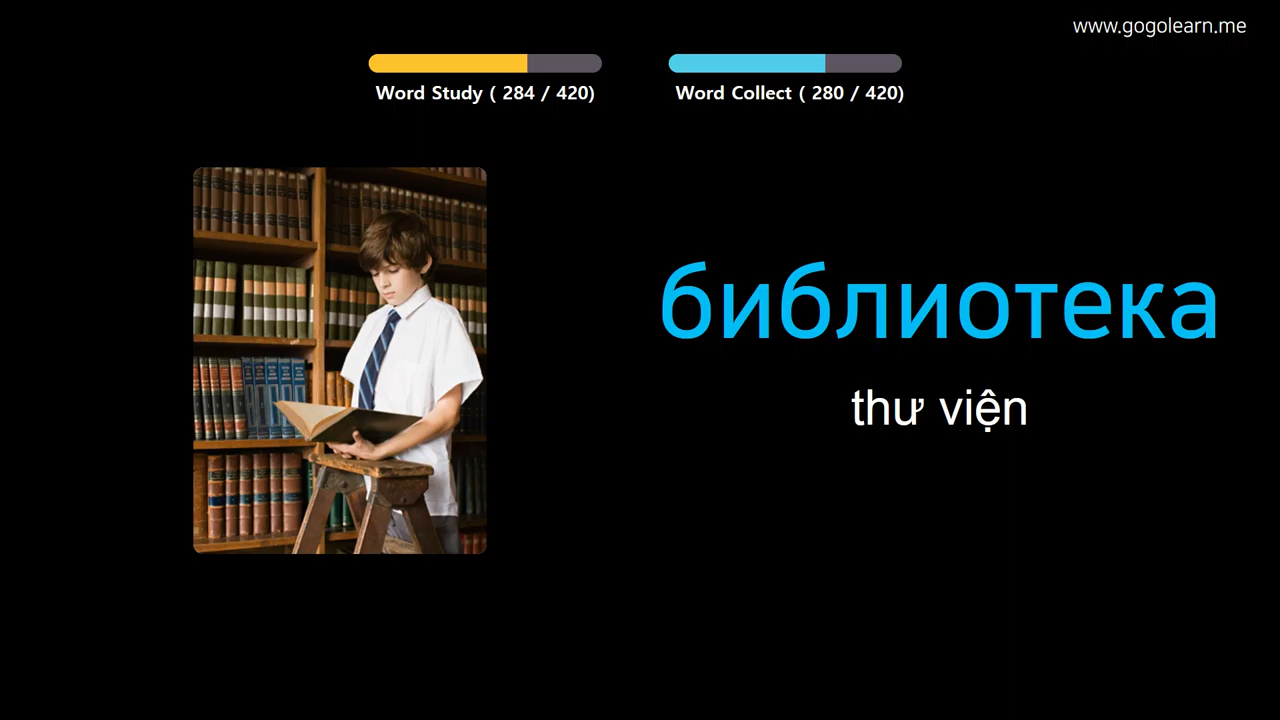 www.gogolearn.me
Word Study ( 284 / 420)
Word Collect ( 280 / 420)
библиотека
thư viện